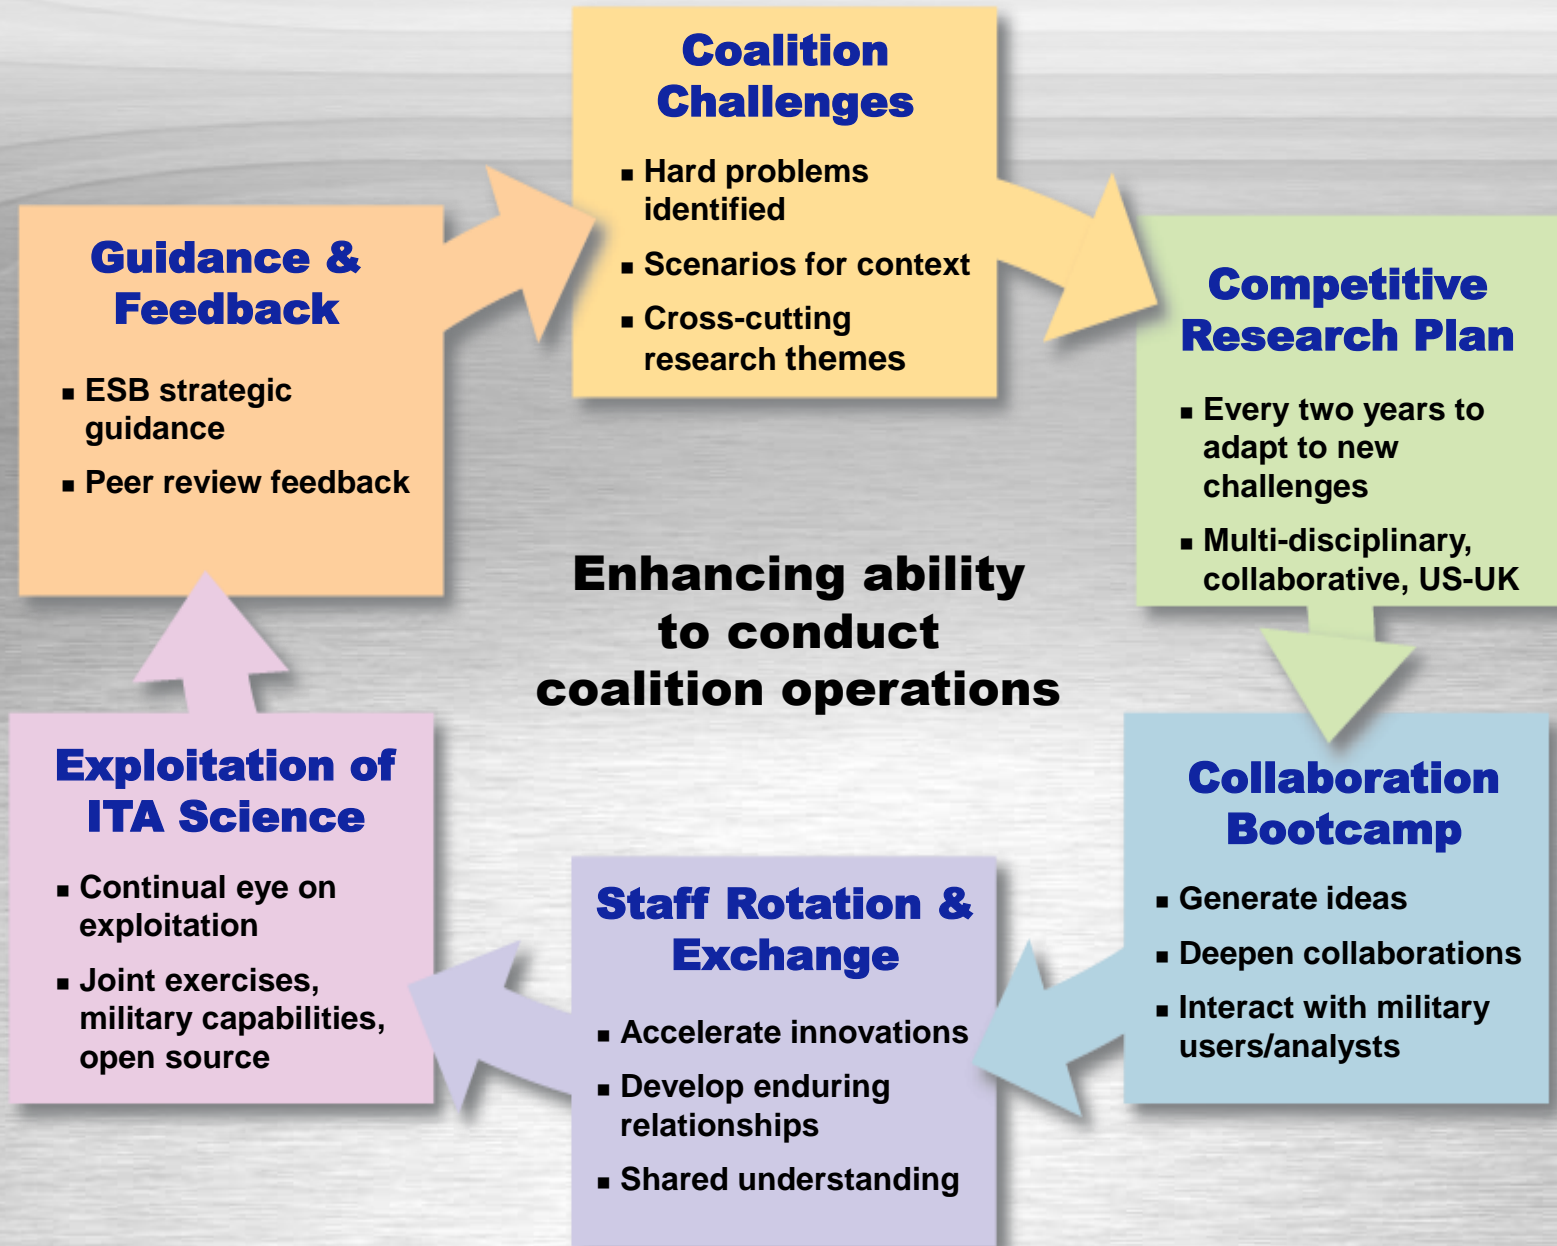 Coalition
Challenges
▪ Hard problems
identified
▪ Scenarios for context
▪ Cross-cutting
research themes
Competitive
Research Plan
▪ Every two years to
adapt to new
challenges
▪ Multi-disciplinary,
collaborative, US-UK
Collaboration
Bootcamp
▪ Generate ideas
▪ Deepen collaborations
▪ Interact with military
users/analysts
Staff Rotation &
Exchange
▪ Accelerate innovations
▪ Develop enduring
relationships
▪ Shared understanding
Exploitation of
ITA Science
▪ Continual eye on
exploitation
▪ Joint exercises,
military capabilities,
open source
Guidance &
Feedback
▪ ESB strategic
guidance
▪ Peer review feedback
Enhancing ability
to conduct
coalition operations